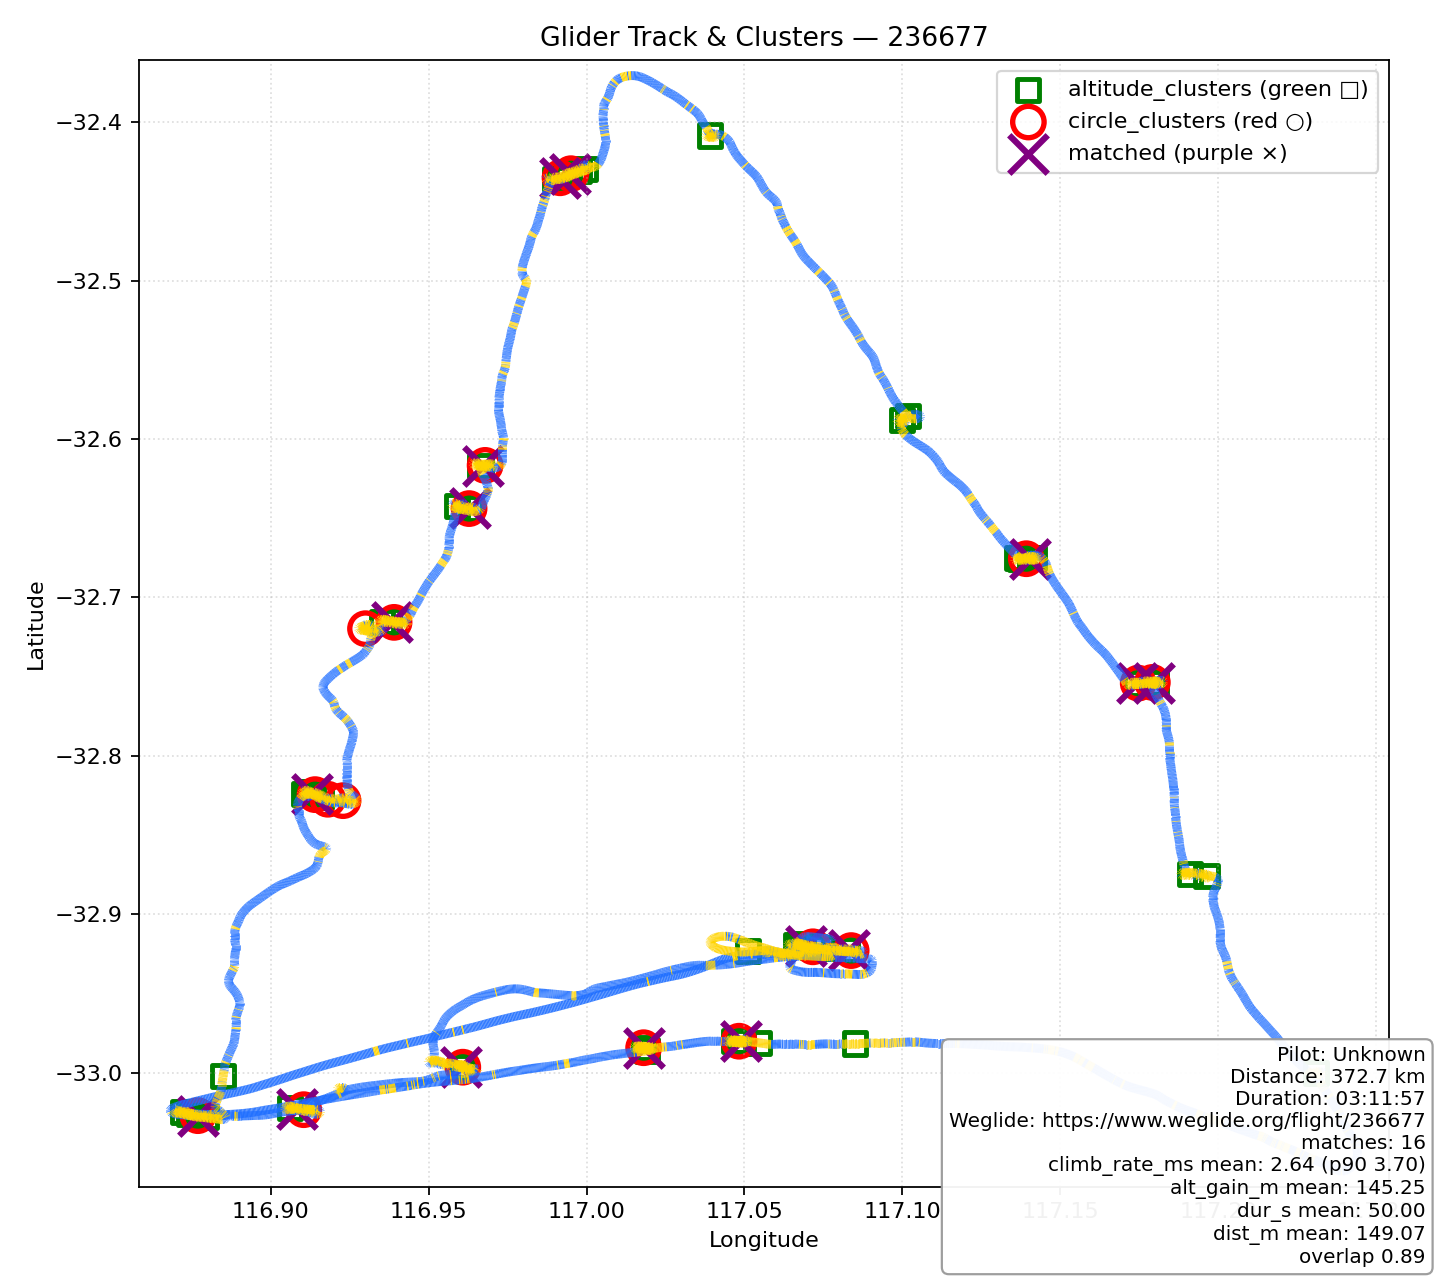 Glider Track & Clusters — 236677
altitude_clusters (green □)
circle_clusters (red ○)
matched (purple ×)
−32.4
−32.5
−32.6
−32.7
−32.8
−32.9
−33.0
Latitude
116.90
116.95
117.00
117.05
117.10
117.15
Longitude
Pilot: Unknown
Distance: 372.7 km
Duration: 03:11:57
Weglide: https://www.weglide.org/flight/236677
matches: 16
climb_rate_ms mean: 2.64 (p90 3.70)
alt_gain_m mean: 145.25
dur_s mean: 50.00
dist_m mean: 149.07
overlap 0.89